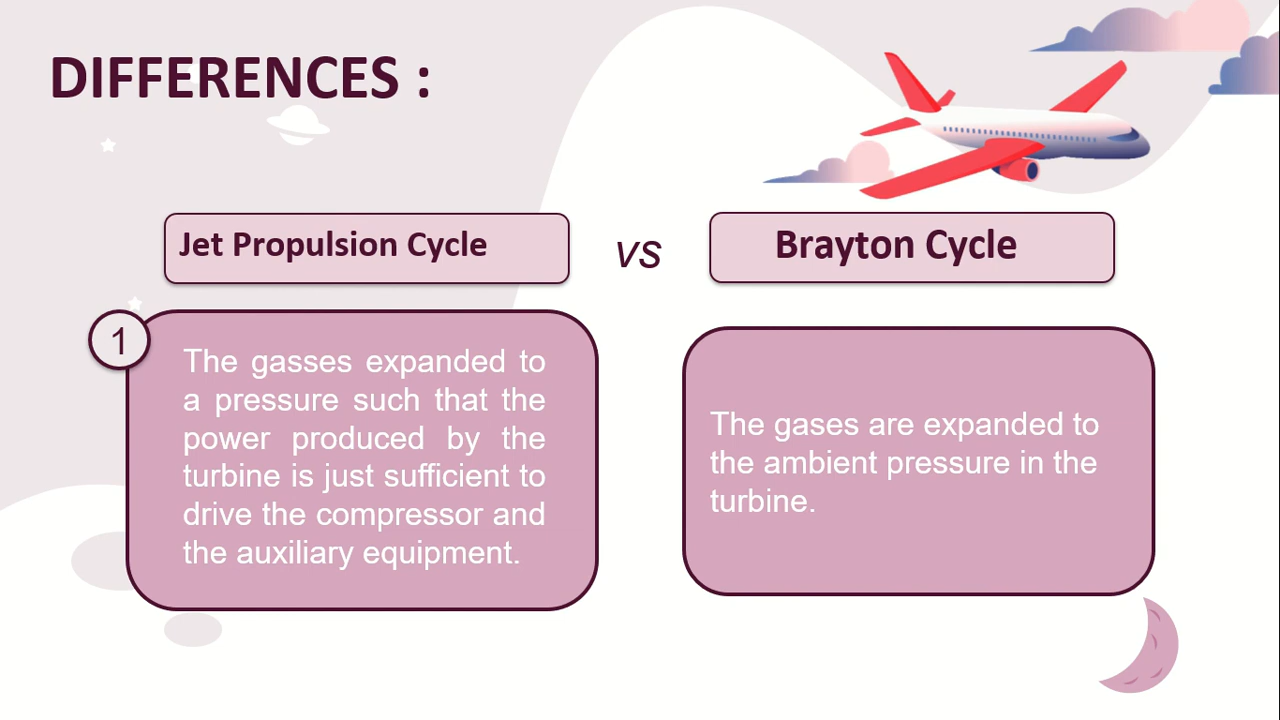 DIFFERENCES :
Jet Propulsion Cycle
vs
Brayton Cycle
1
The gasses expanded to
a pressure such that the
power produced by the
turbine is just sufficient to
drive the compressor and
the auxiliary equipment.
The gases are expanded to
the ambient pressure in the
turbine.